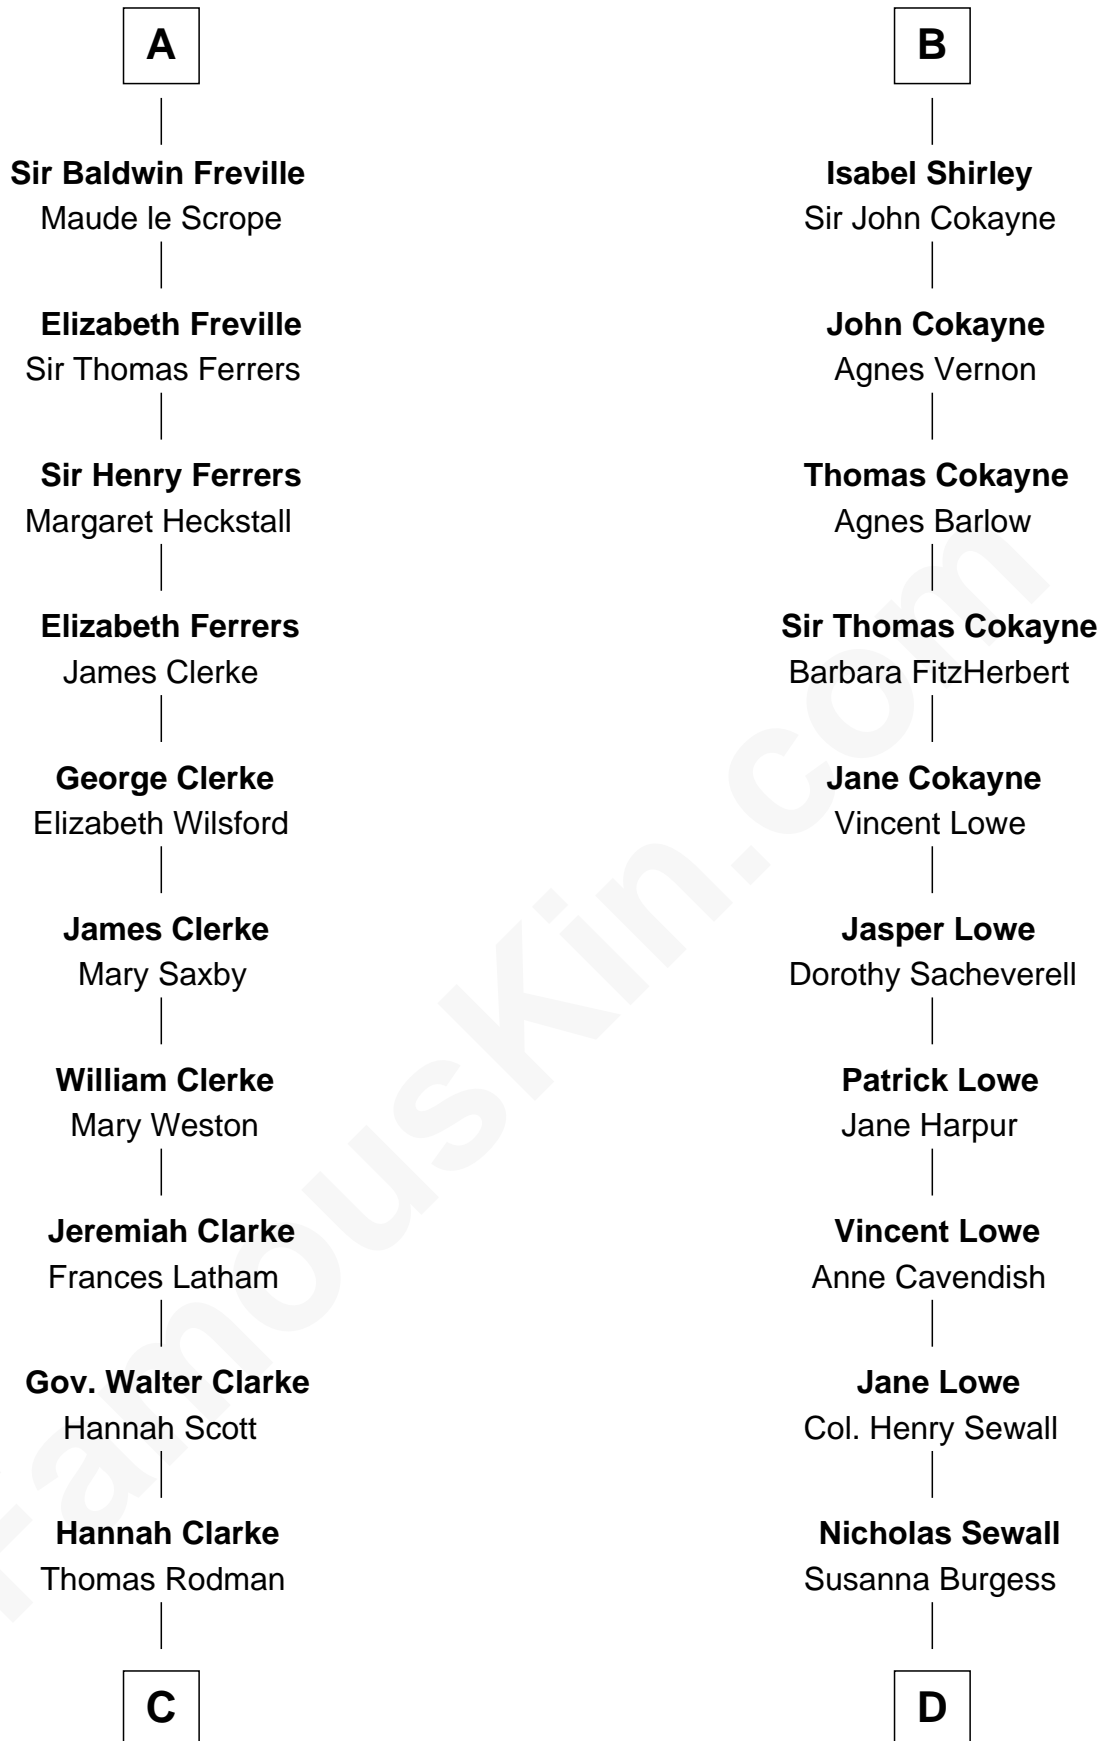 A
Sir Baldwin Freville
Maude le Scrope
Elizabeth Freville
Sir Thomas Ferrers
Sir Henry Ferrers
Margaret Heckstall
Elizabeth Ferrers
James Clerke
George Clerke
Elizabeth Wilsford
James Clerke
Mary Saxby
William Clerke
Mary Weston
Jeremiah Clarke
Frances Latham
Gov. Walter Clarke
Hannah Scott
Hannah Clarke
Thomas Rodman
C
B
Isabel Shirley
Sir John Cokayne
John Cokayne
Agnes Vernon
Thomas Cokayne
Agnes Barlow
Sir Thomas Cokayne
Barbara FitzHerbert
Jane Cokayne
Vincent Lowe
Jasper Lowe
Dorothy Sacheverell
Patrick Lowe
Jane Harpur
Vincent Lowe
Anne Cavendish
Jane Lowe
Col. Henry Sewall
Nicholas Sewall
Susanna Burgess
D
FamousKin.com